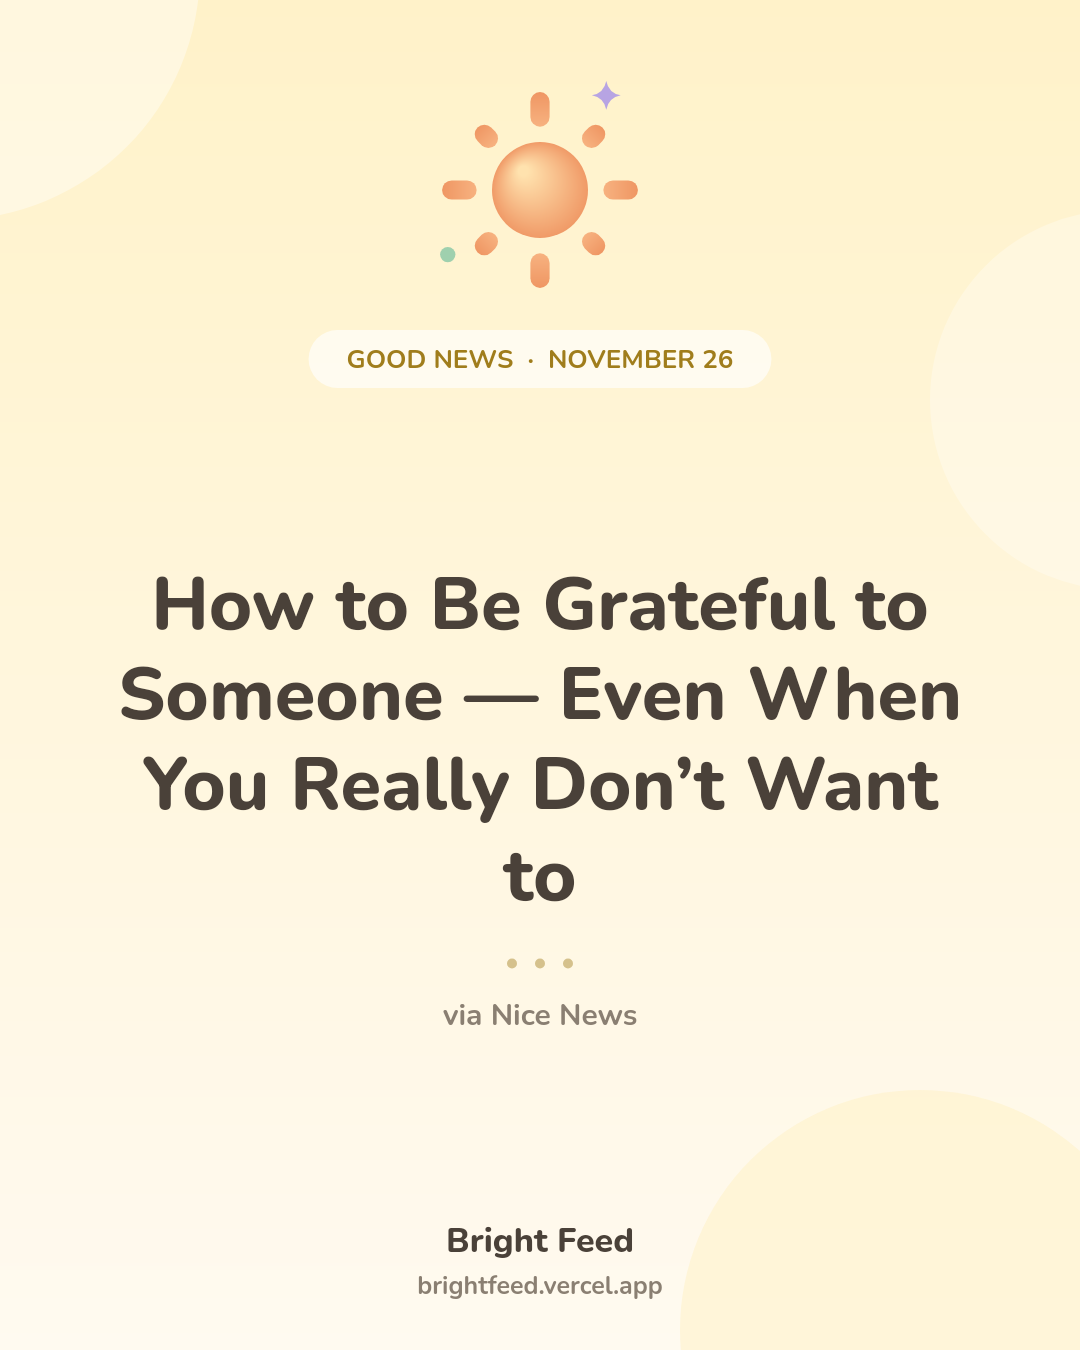 GOOD NEWS · NOVEMBER 26
How to Be Grateful to
Someone — Even When
You Really Don’t Want
to
via Nice News
Bright Feed
brightfeed.vercel.app